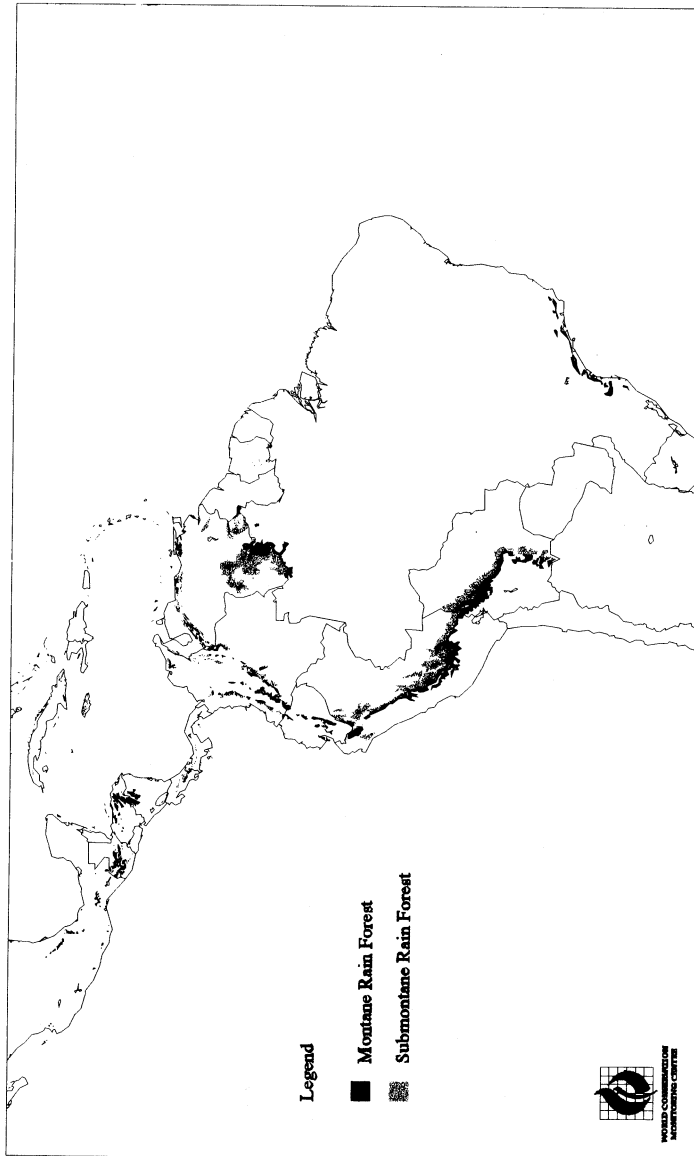 Legend
Montane Rain Forest
Submontane Rain Forest
WORLD CONSERVATION
MONITORING CENTRE